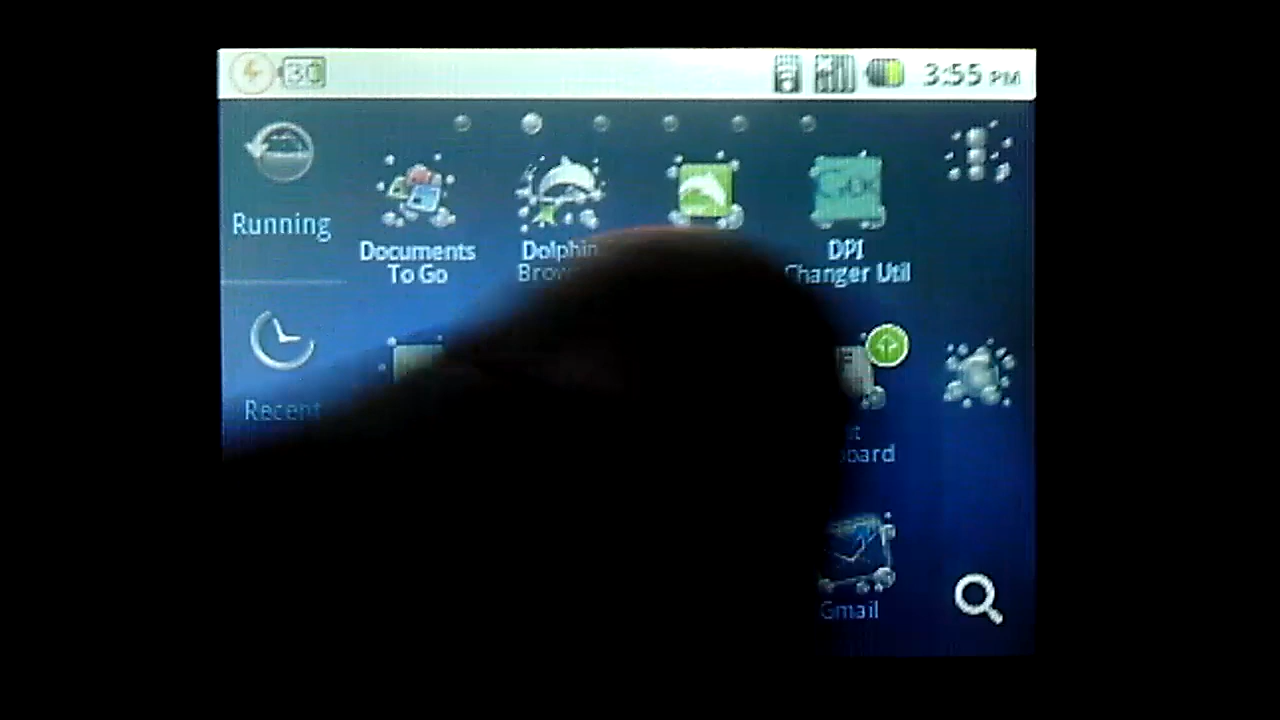 3:55 PM
Running
Documents
To Go
Dolphin
DPI
Changer Util
Recent
Gmail